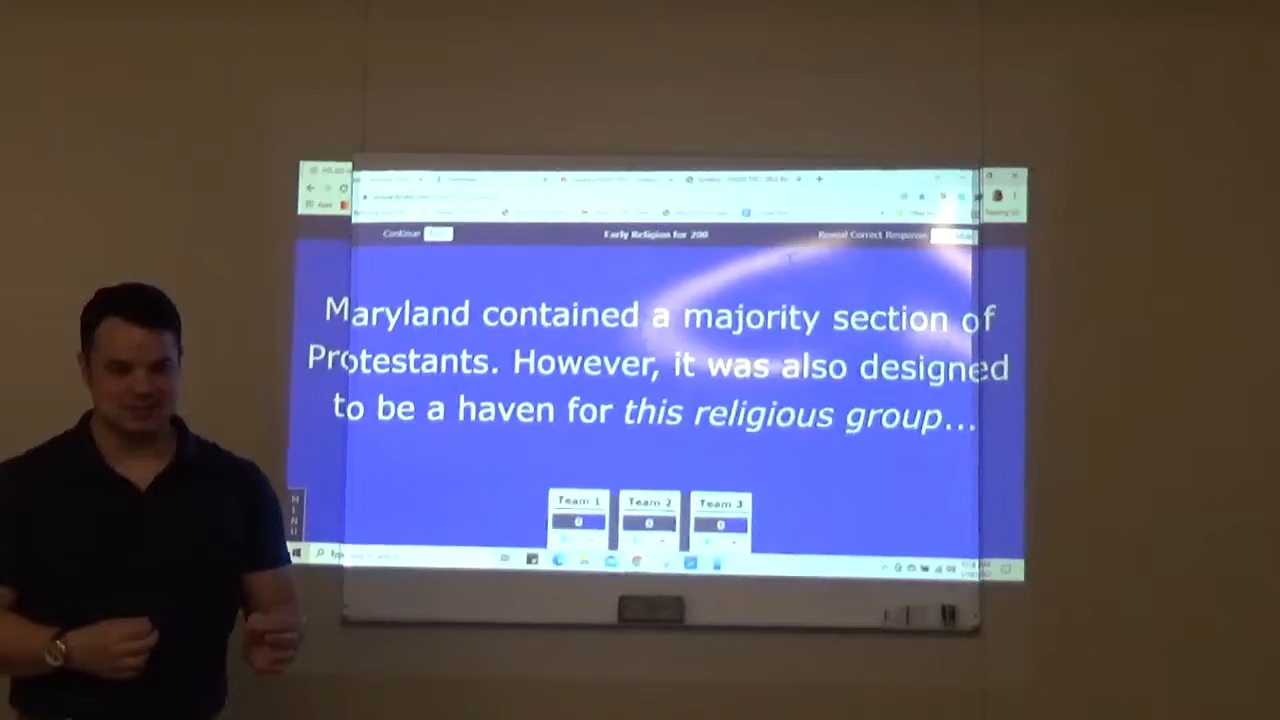 Continue
Early Religion for 200
Reveal Correct Response
Maryland contained a majority section of
Protestants. However, it was also designed
to be a haven for this religious group...
MENU
Team 1
Team 2
Team 3
0
0
0